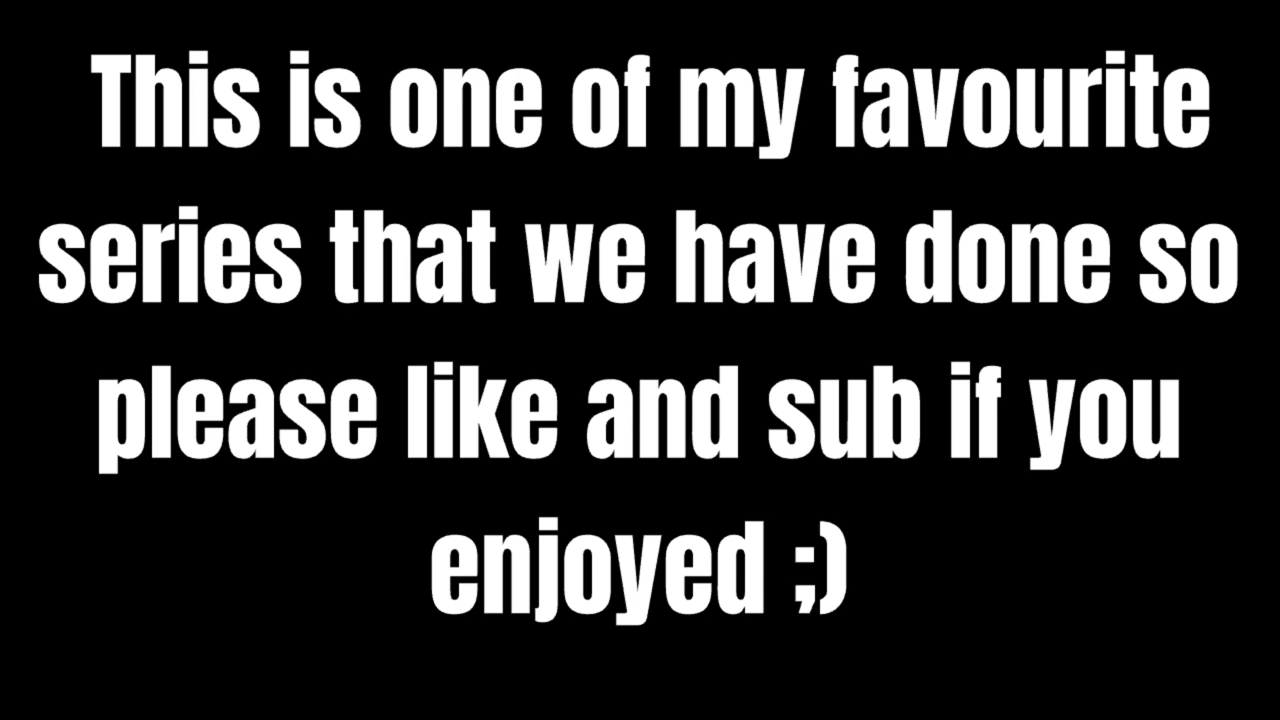 This is one of my favourite
series that we have done so
please like and sub if you
enjoyed ;)